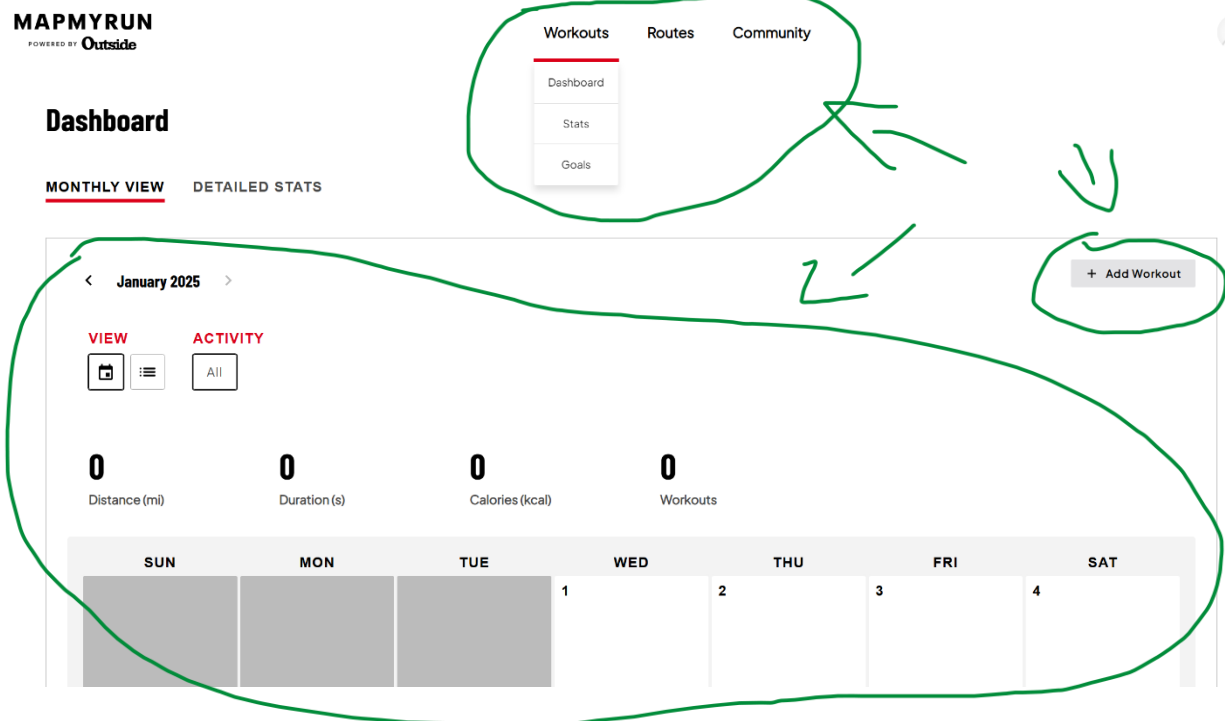 MAPMYRUN
POWERED BY Outside
Workouts Routes Community
Dashboard
Stats
Goals
Dashboard
MONTHLY VIEW DETAILED STATS
January 2025
+ Add Workout
VIEW ACTIVITY
All
0 0 0 0
Distance (mi) Duration (s) Calories (kcal) Workouts
SUN MON TUE WED THU FRI SAT
1 2 3 4